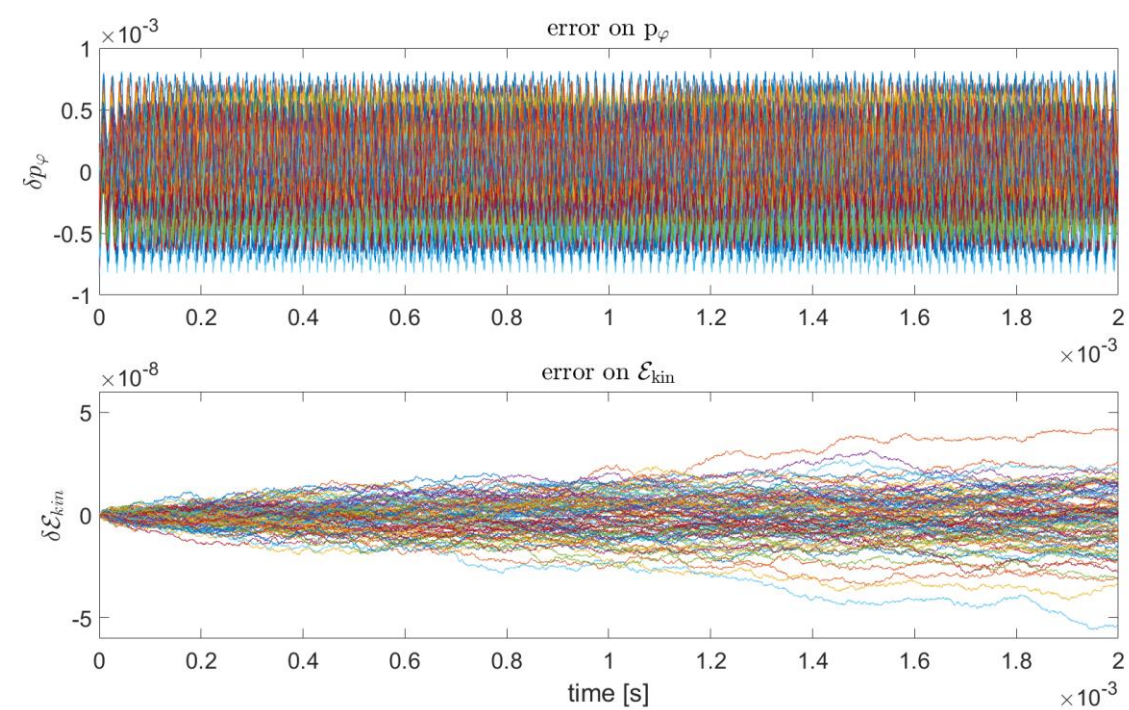 ×10⁻³
error on p_φ
1
0.5
0
-0.5
-1
δp_φ
0 0.2 0.4 0.6 0.8 1 1.2 1.4 1.6 1.8 2
×10⁻³
×10⁻⁸
error on ℰ_kin
5
0
-5
δℰ_kin
0 0.2 0.4 0.6 0.8 1 1.2 1.4 1.6 1.8 2
time [s]
×10⁻³